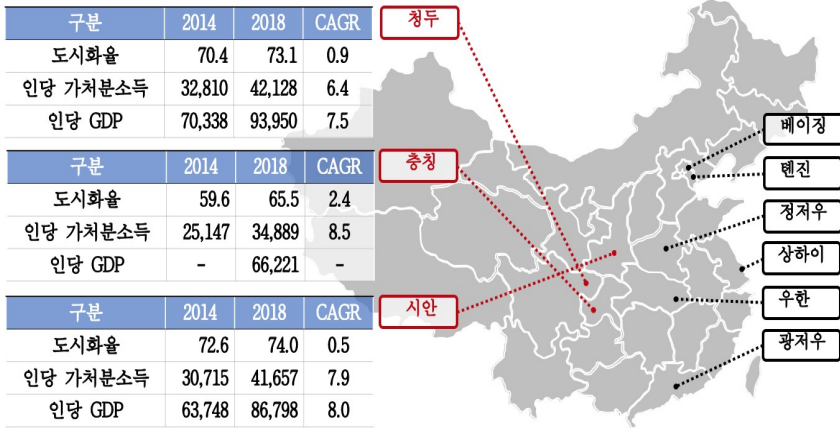 구분 2014 2018 CAGR
도시화율 70.4 73.1 0.9
인당 가처분소득 32,810 42,128 6.4
인당 GDP 70,338 93,950 7.5
청두
구분 2014 2018 CAGR
도시화율 59.6 65.5 2.4
인당 가처분소득 25,147 34,889 8.5
인당 GDP - 66,221 -
충칭
구분 2014 2018 CAGR
도시화율 72.6 74.0 0.5
인당 가처분소득 30,715 41,657 7.9
인당 GDP 63,748 86,798 8.0
시안
베이징
톈진
정저우
상하이
우한
광저우